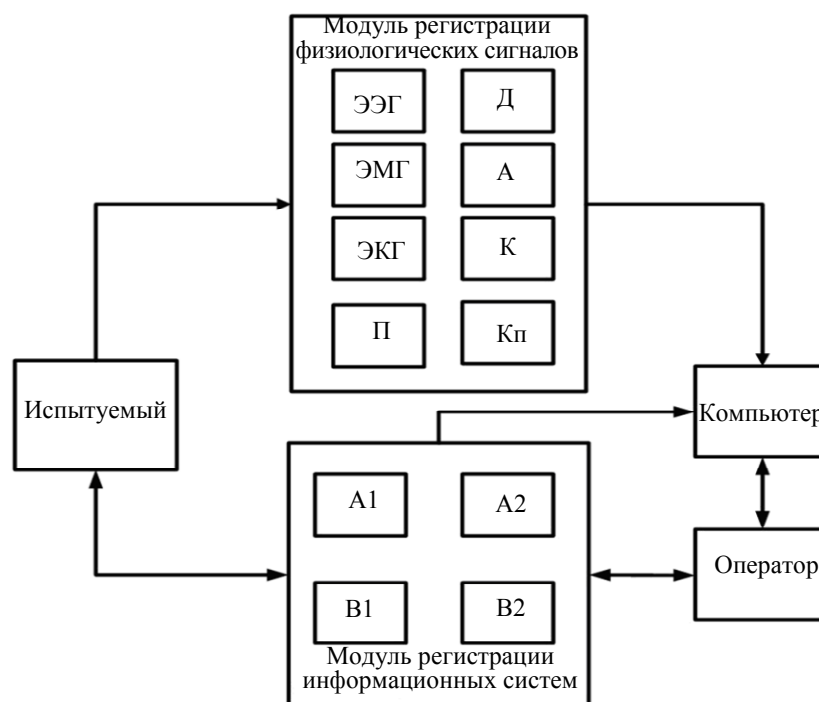 Модуль регистрации
физиологических сигналов
ЭЭГ
Д
ЭМГ
А
ЭКГ
К
П
Кп
Испытуемый
Компьютер
А1
А2
Оператор
В1
В2
Модуль регистрации
информационных систем